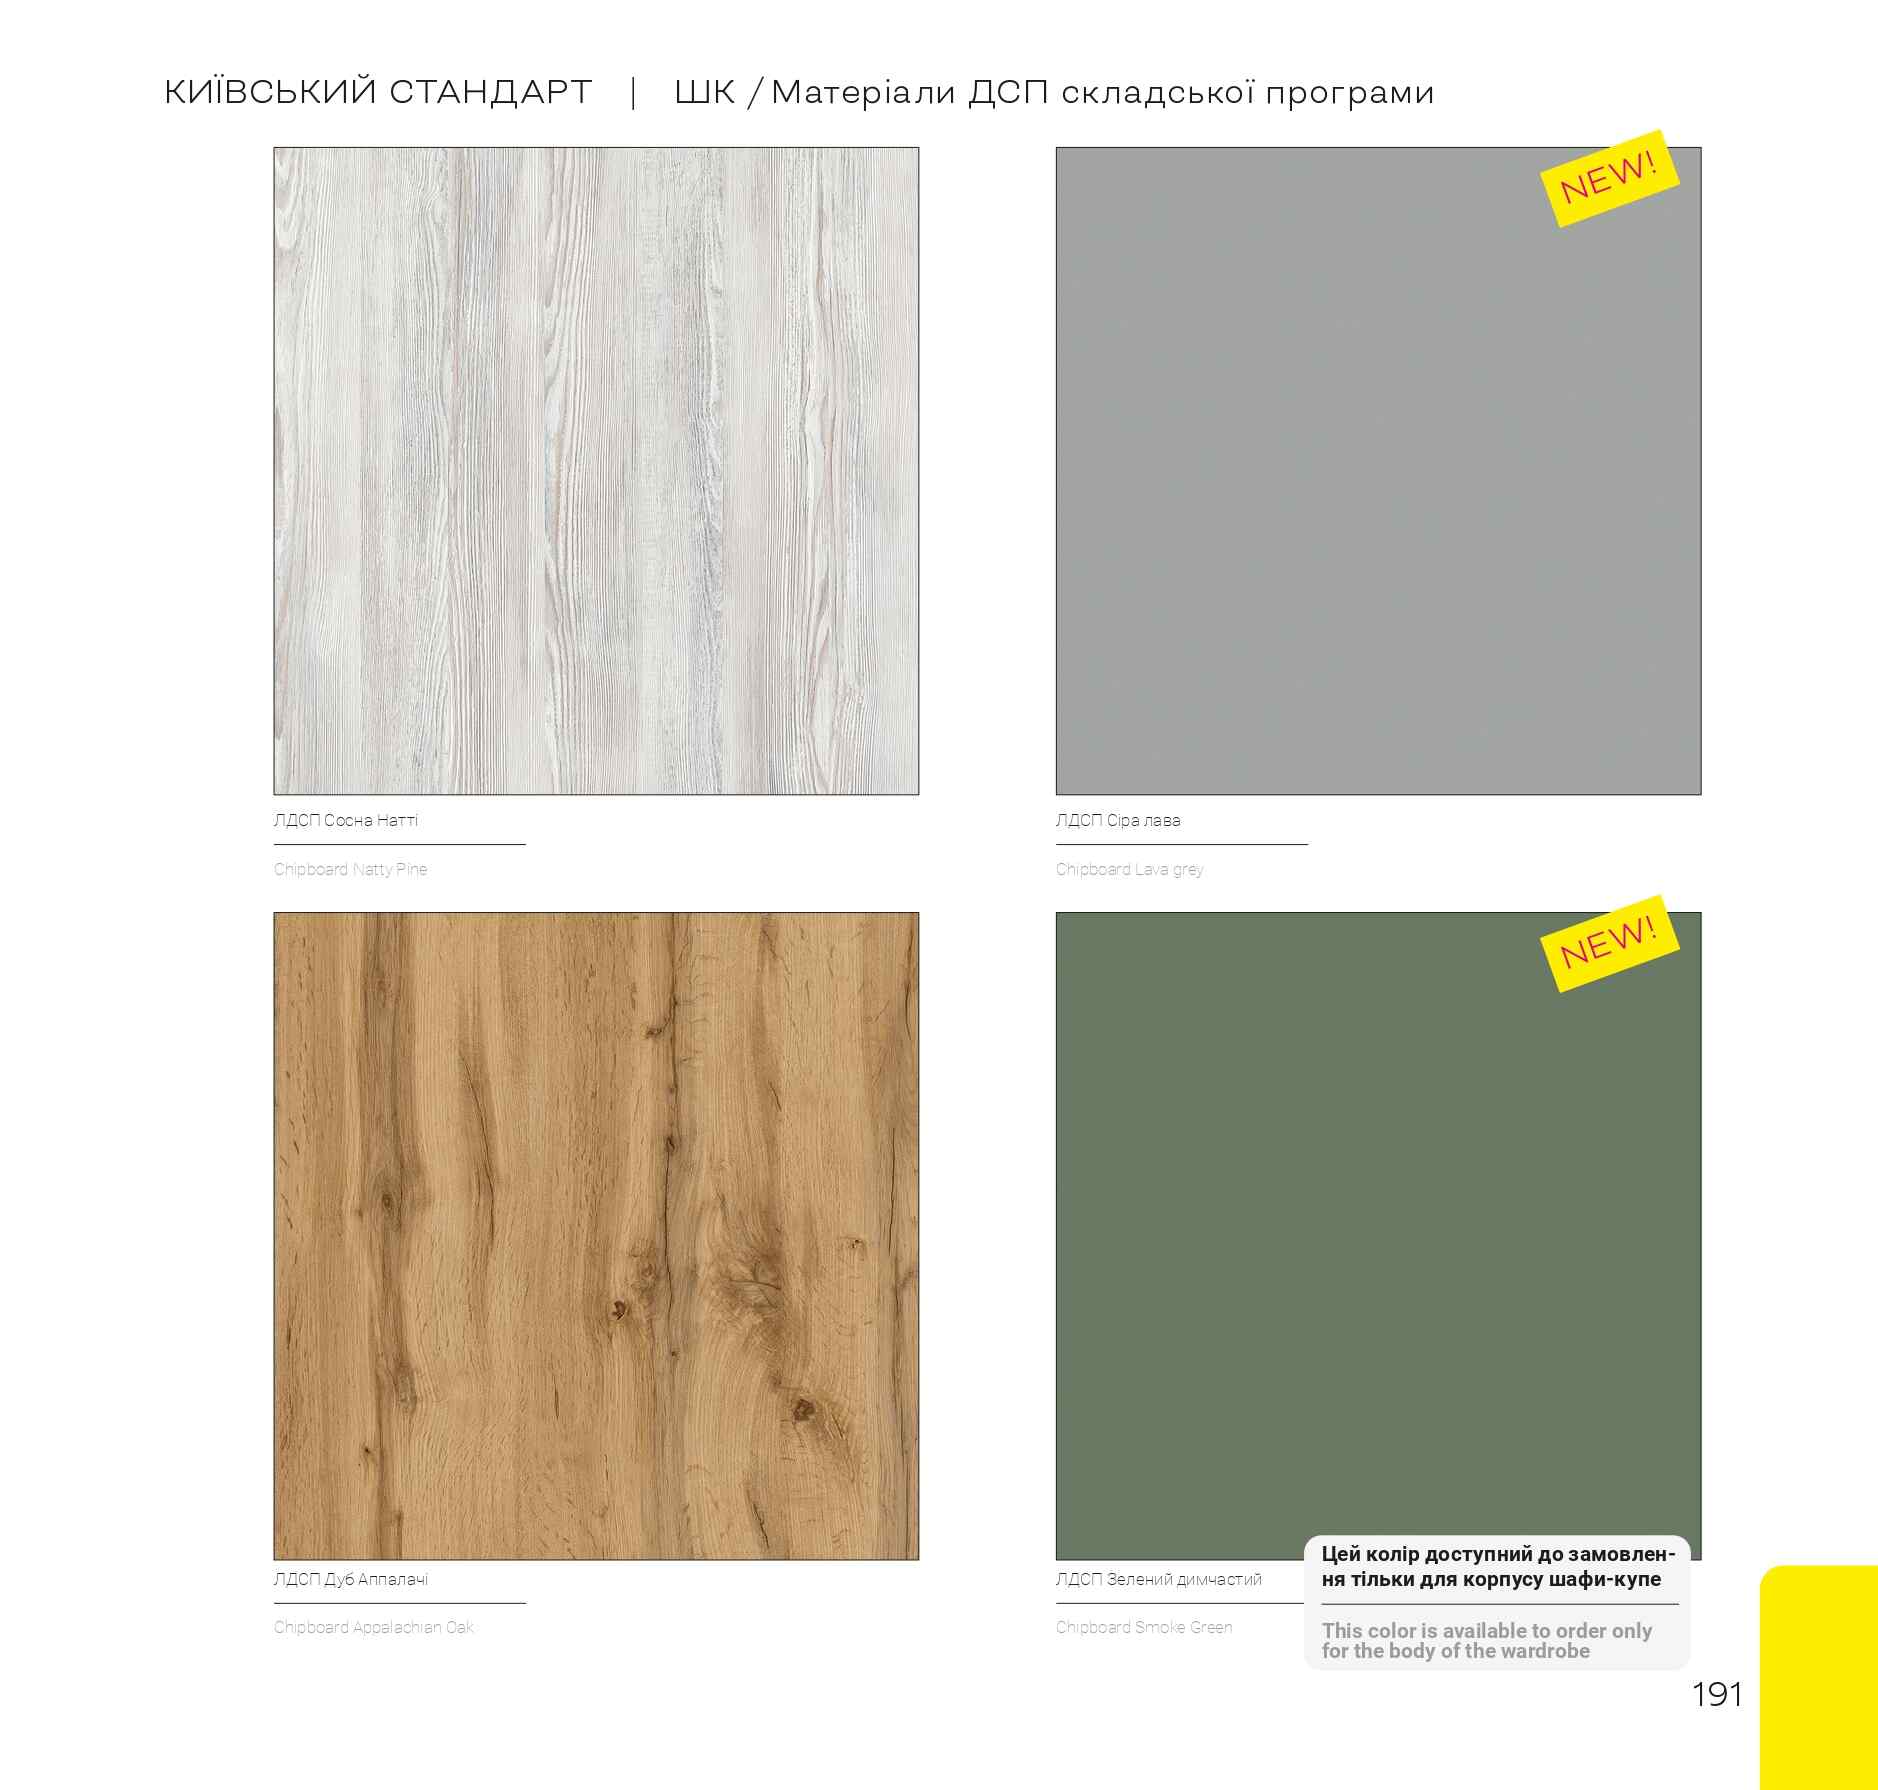 КИЇВСЬКИЙ СТАНДАРТ | ШК / Матеріали ДСП складської програми
NEW!
ЛДСП Сосна Натті
Chipboard Natty Pine
ЛДСП Сіра лава
Chipboard Lava grey
NEW!
ЛДСП Дуб Аппалачі
Chipboard Appalachian Oak
ЛДСП Зелений димчастий
Chipboard Smoke Green
Цей колір доступний до замовлен-
ня тільки для корпусу шафи-купе
This color is available to order only
for the body of the wardrobe
191